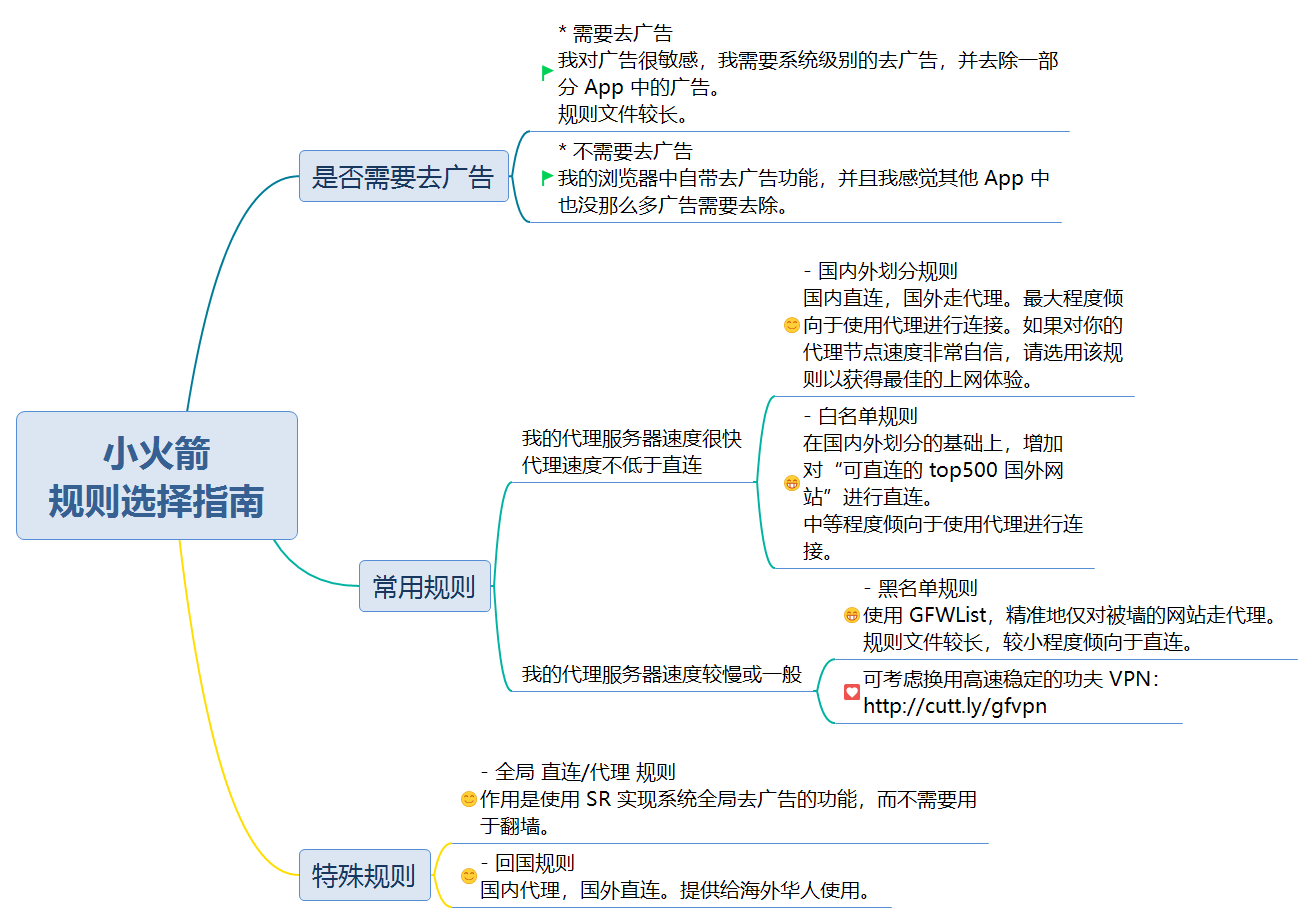 * 需要去广告
我对广告很敏感，我需要系统级别的去广告，并去除一部
分 App 中的广告。
规则文件较长。
是否需要去广告
* 不需要去广告
我的浏览器中自带去广告功能，并且我感觉其他 App 中
也没那么多广告需要去除。
小火箭
规则选择指南
常用规则
我的代理服务器速度很快
代理速度不低于直连
- 国内外划分规则
国内直连，国外走代理。最大程度倾
向于使用代理进行连接。如果对你的
代理节点速度非常自信，请选用该规
则以获得最佳的上网体验。
- 白名单规则
在国内外划分的基础上，增加
对“可直连的 top500 国外网
站”进行直连。
中等程度倾向于使用代理进行连
接。
我的代理服务器速度较慢或一般
- 黑名单规则
使用 GFWList，精准地仅对被墙的网站走代理。
规则文件较长，较小程度倾向于直连。
可考虑换用高速稳定的功夫 VPN：
http://cutt.ly/gfvpn
特殊规则
- 全局 直连/代理 规则
作用是使用 SR 实现系统全局去广告的功能，而不需要用
于翻墙。
- 回国规则
国内代理，国外直连。提供给海外华人使用。